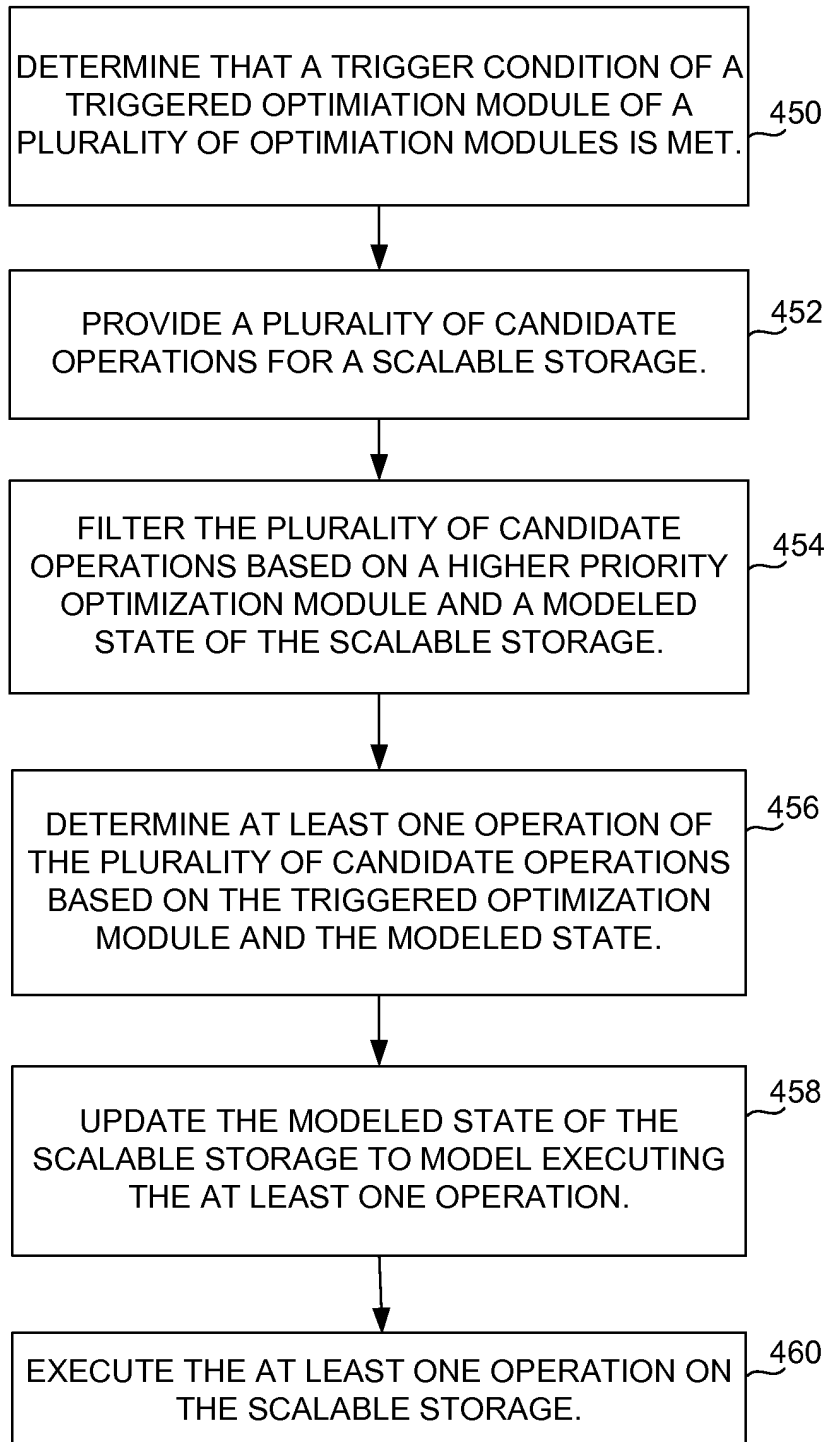 DETERMINE THAT A TRIGGER CONDITION OF A
TRIGGERED OPTIMIATION MODULE OF A
PLURALITY OF OPTIMIATION MODULES IS MET.
450
PROVIDE A PLURALITY OF CANDIDATE
OPERATIONS FOR A SCALABLE STORAGE.
452
FILTER THE PLURALITY OF CANDIDATE
OPERATIONS BASED ON A HIGHER PRIORITY
OPTIMIZATION MODULE AND A MODELED
STATE OF THE SCALABLE STORAGE.
454
DETERMINE AT LEAST ONE OPERATION OF
THE PLURALITY OF CANDIDATE OPERATIONS
BASED ON THE TRIGGERED OPTIMIZATION
MODULE AND THE MODELED STATE.
456
UPDATE THE MODELED STATE OF THE
SCALABLE STORAGE TO MODEL EXECUTING
THE AT LEAST ONE OPERATION.
458
EXECUTE THE AT LEAST ONE OPERATION ON
THE SCALABLE STORAGE.
460